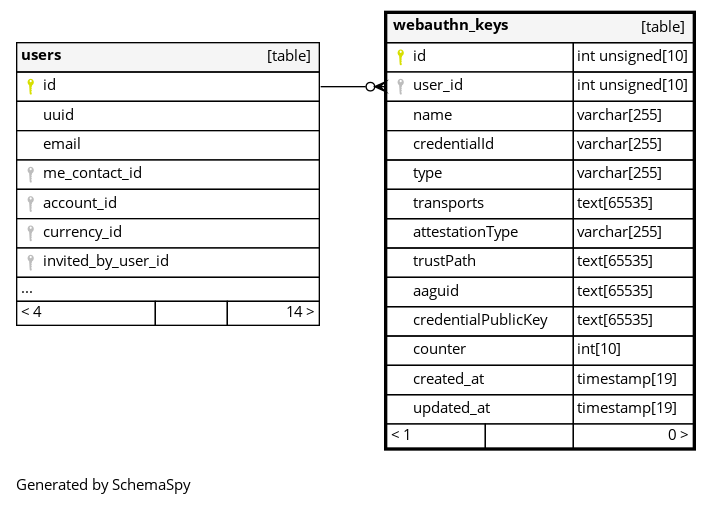 users [table]
id
uuid
email
me_contact_id
account_id
currency_id
invited_by_user_id
...
< 4 14 >
webauthn_keys [table]
id int unsigned[10]
user_id int unsigned[10]
name varchar[255]
credentialId varchar[255]
type varchar[255]
transports text[65535]
attestationType varchar[255]
trustPath text[65535]
aaguid text[65535]
credentialPublicKey text[65535]
counter int[10]
created_at timestamp[19]
updated_at timestamp[19]
< 1 0 >
Generated by SchemaSpy